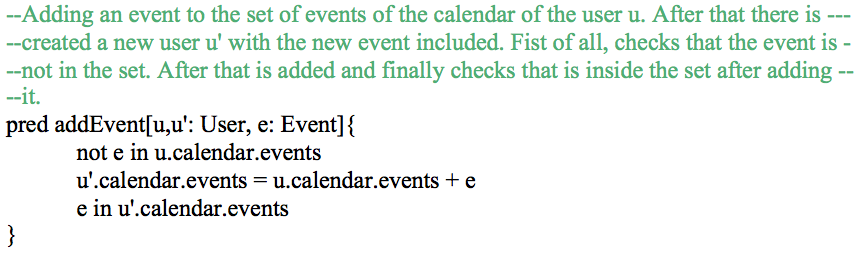 --Adding an event to the set of events of the calendar of the user u. After that there is ---
--created a new user u' with the new event included. Fist of all, checks that the event is -
--not in the set. After that is added and finally checks that is inside the set after adding --
--it.
pred addEvent[u,u': User, e: Event]{
not e in u.calendar.events
u'.calendar.events = u.calendar.events + e
e in u'.calendar.events
}